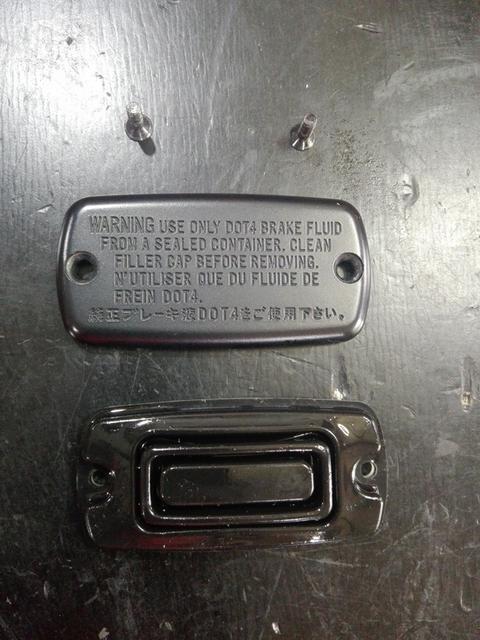 WARNING USE ONLY DOT4 BRAKE FLUID
FROM A SEALED CONTAINER. CLEAN
FILLER CAP BEFORE REMOVING.
N'UTILISER QUE DU FLUIDE DE
FREIN DOT4.
純正ブレーキ液DOT4をご使用下さい。